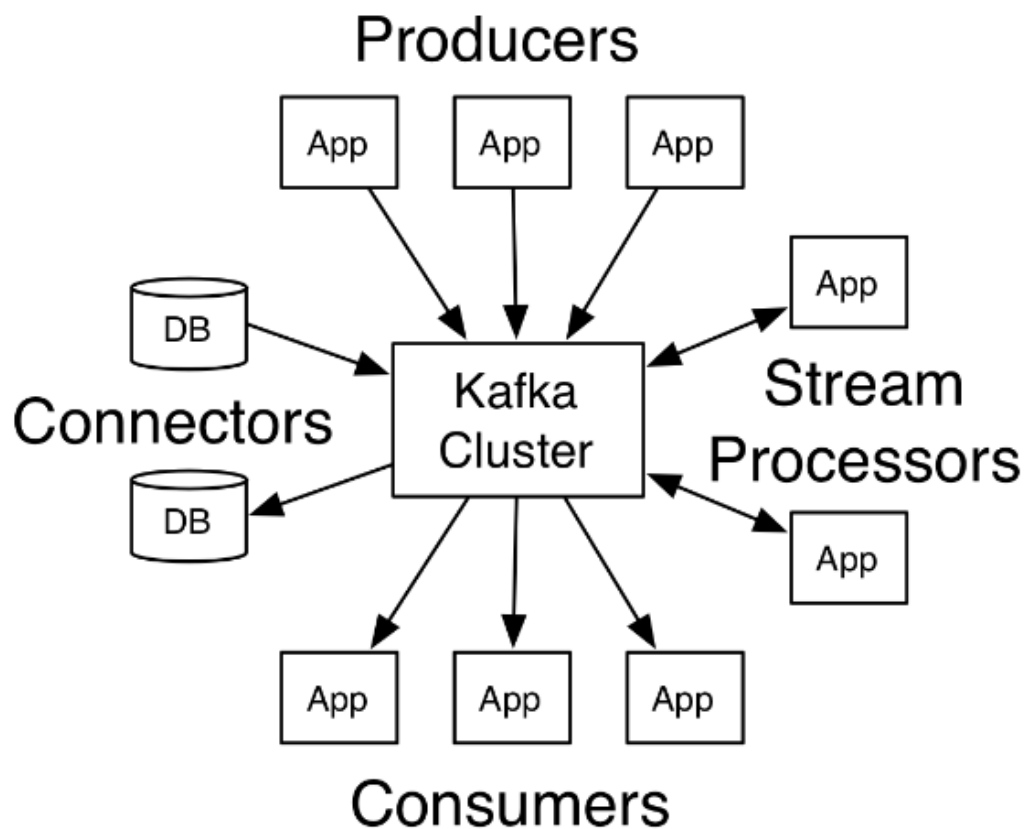 Producers
App
App
App
App
DB
Kafka
Cluster
Stream
Processors
Connectors
DB
App
App
App
App
Consumers